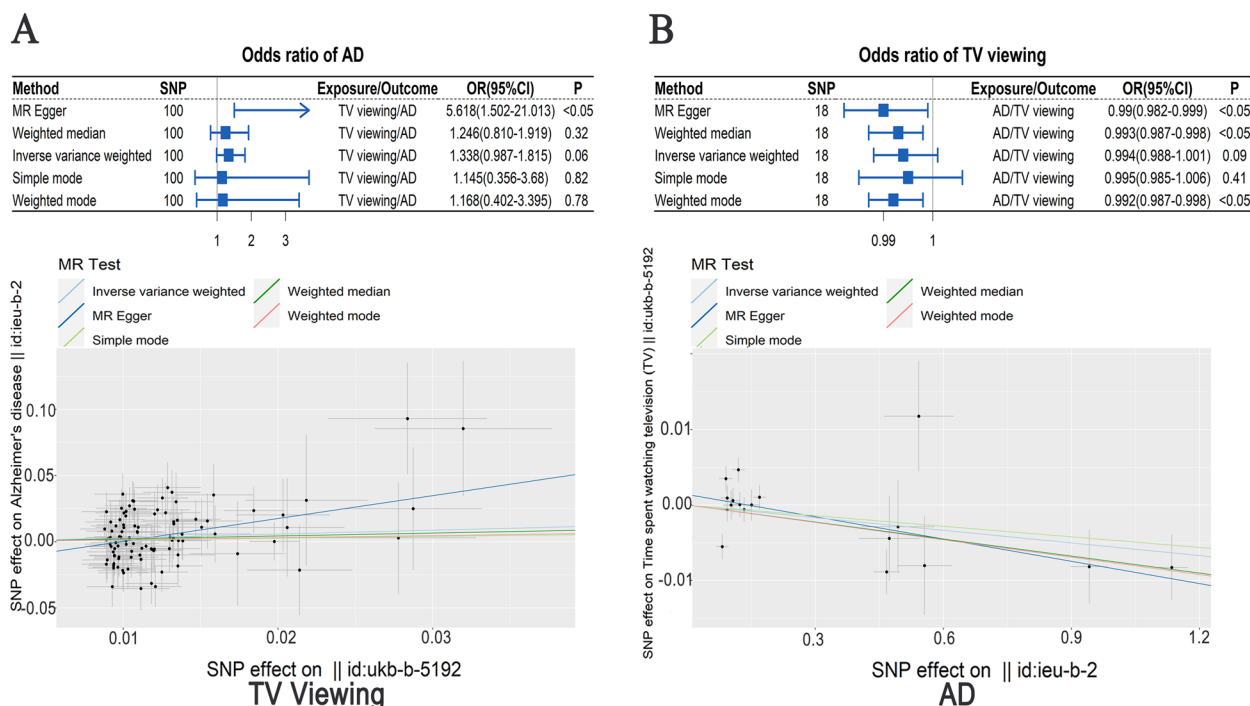 A
Odds ratio of AD
Method SNP Exposure/Outcome OR(95%CI) P
MR Egger 100 TV viewing/AD 5.618(1.502-21.013) <0.05
Weighted median 100 TV viewing/AD 1.246(0.810-1.919) 0.32
Inverse variance weighted 100 TV viewing/AD 1.338(0.987-1.815) 0.06
Simple mode 100 TV viewing/AD 1.145(0.356-3.68) 0.82
Weighted mode 100 TV viewing/AD 1.168(0.402-3.395) 0.78
1 2 3
MR Test
Inverse variance weighted Weighted median
MR Egger Weighted mode
Simple mode
SNP effect on Alzheimer's disease || id:ieu-b-2
0.10
0.05
0.00
-0.05
0.01 0.02 0.03
SNP effect on || id:ukb-b-5192
TV Viewing
B
Odds ratio of TV viewing
Method SNP Exposure/Outcome OR(95%CI) P
MR Egger 18 AD/TV viewing 0.99(0.982-0.999) <0.05
Weighted median 18 AD/TV viewing 0.993(0.987-0.998) <0.05
Inverse variance weighted 18 AD/TV viewing 0.994(0.988-1.001) 0.09
Simple mode 18 AD/TV viewing 0.995(0.985-1.006) 0.41
Weighted mode 18 AD/TV viewing 0.992(0.987-0.998) <0.05
0.99 1
MR Test
Inverse variance weighted Weighted median
MR Egger Weighted mode
Simple mode
SNP effect on Time spent watching television (TV) || id:ukb-b-5192
0.01
0.00
-0.01
0.3 0.6 0.9 1.2
SNP effect on || id:ieu-b-2
AD